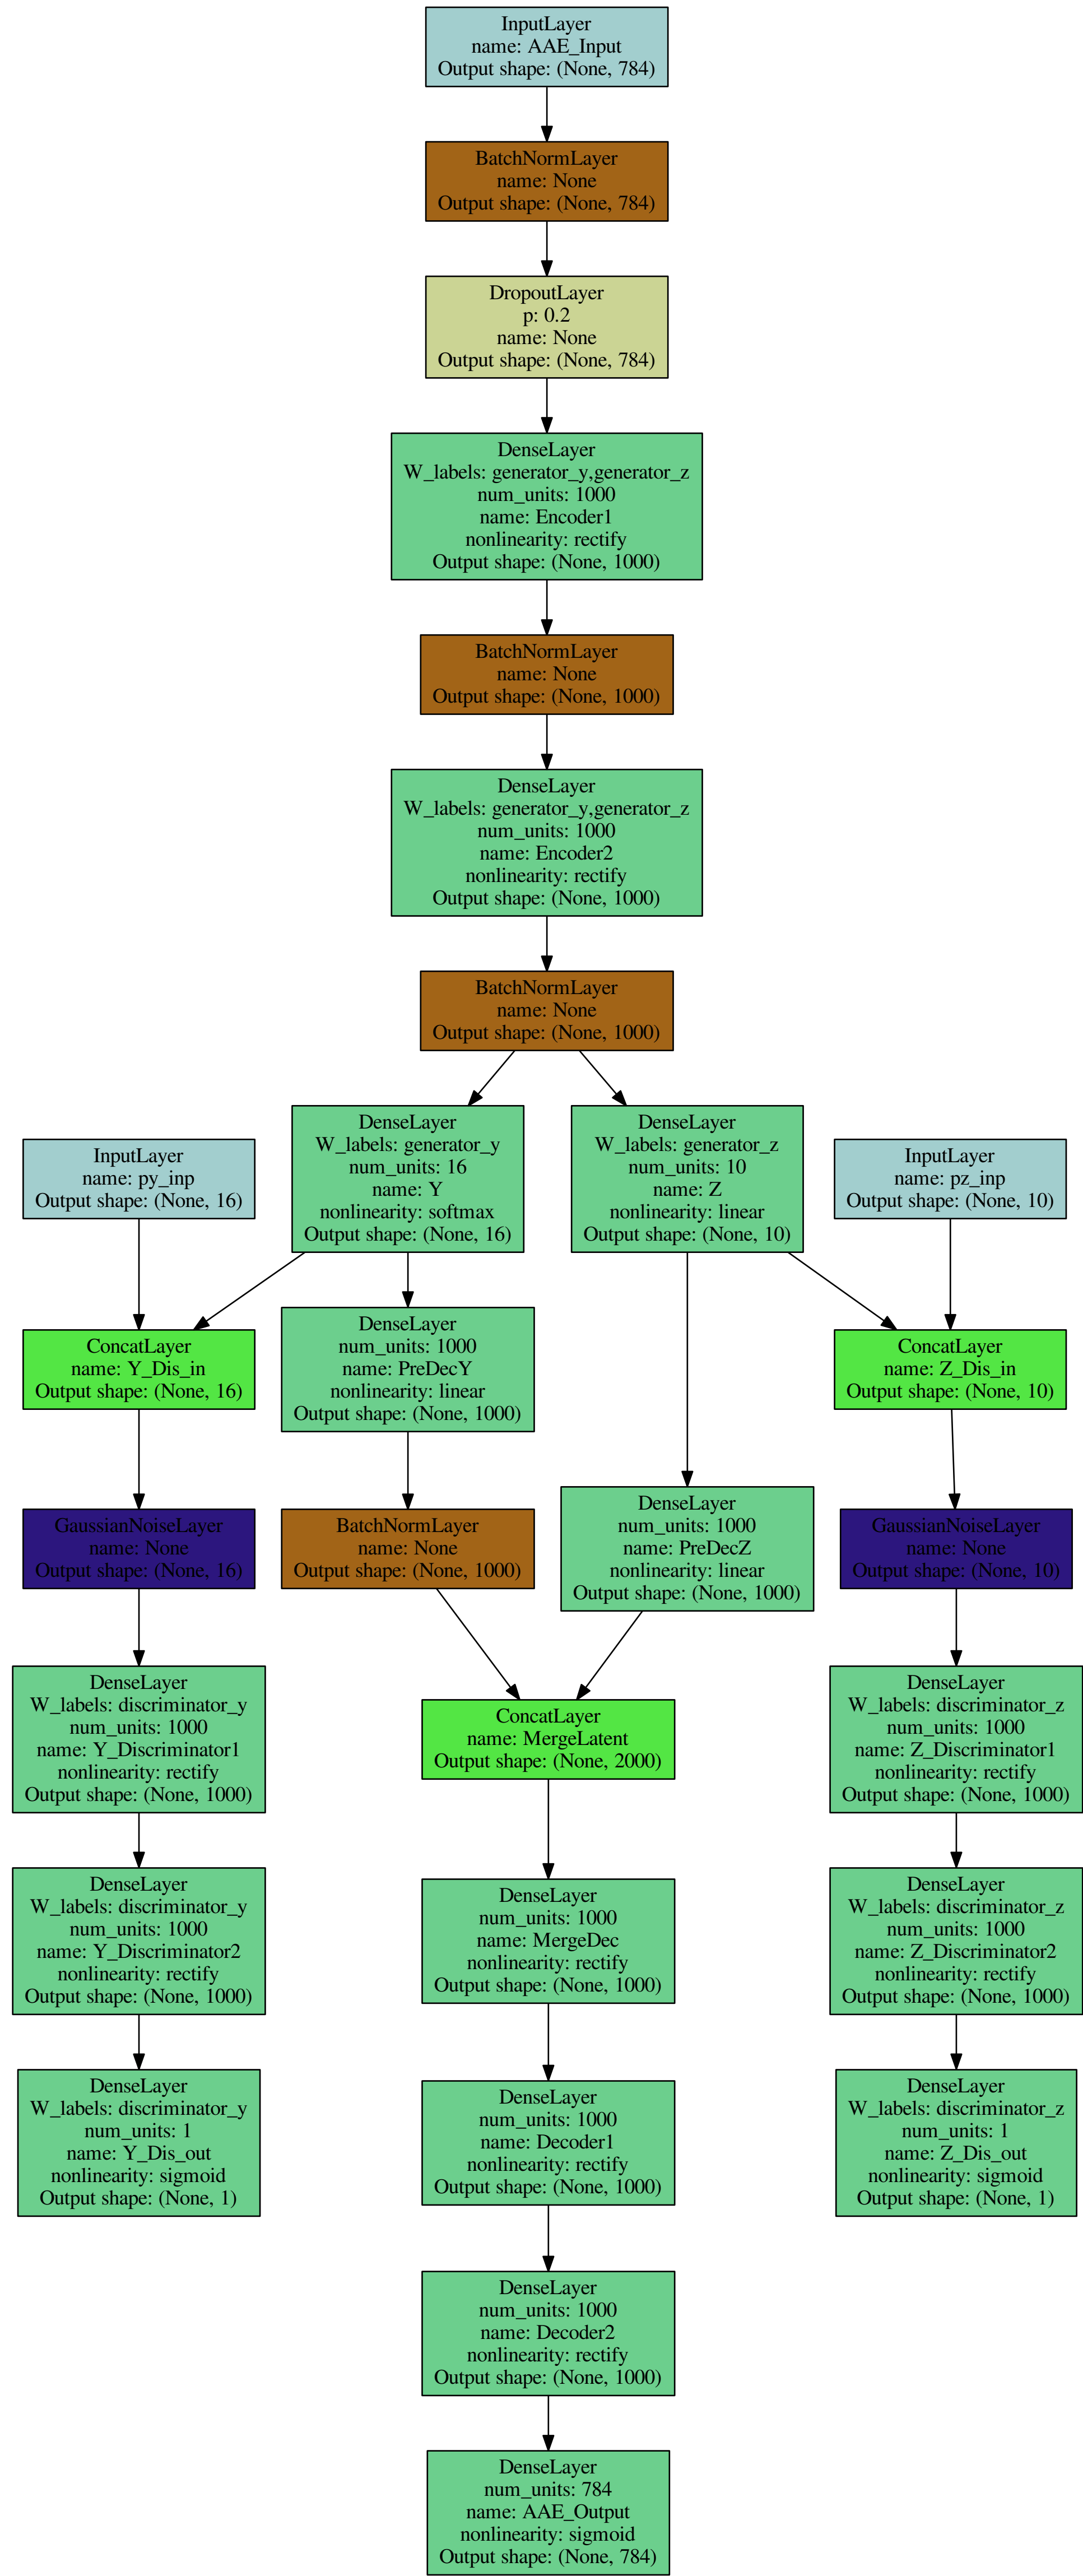 InputLayer
name: AAE_Input
Output shape: (None, 784)
BatchNormLayer
name: None
Output shape: (None, 784)
DropoutLayer
p: 0.2
name: None
Output shape: (None, 784)
DenseLayer
W_labels: generator_y,generator_z
num_units: 1000
name: Encoder1
nonlinearity: rectify
Output shape: (None, 1000)
BatchNormLayer
name: None
Output shape: (None, 1000)
DenseLayer
W_labels: generator_y,generator_z
num_units: 1000
name: Encoder2
nonlinearity: rectify
Output shape: (None, 1000)
BatchNormLayer
name: None
Output shape: (None, 1000)
InputLayer
name: py_inp
Output shape: (None, 16)
DenseLayer
W_labels: generator_y
num_units: 16
name: Y
nonlinearity: softmax
Output shape: (None, 16)
DenseLayer
W_labels: generator_z
num_units: 10
name: Z
nonlinearity: linear
Output shape: (None, 10)
InputLayer
name: pz_inp
Output shape: (None, 10)
ConcatLayer
name: Y_Dis_in
Output shape: (None, 16)
DenseLayer
num_units: 1000
name: PreDecY
nonlinearity: linear
Output shape: (None, 1000)
ConcatLayer
name: Z_Dis_in
Output shape: (None, 10)
GaussianNoiseLayer
name: None
Output shape: (None, 16)
BatchNormLayer
name: None
Output shape: (None, 1000)
DenseLayer
num_units: 1000
name: PreDecZ
nonlinearity: linear
Output shape: (None, 1000)
GaussianNoiseLayer
name: None
Output shape: (None, 10)
DenseLayer
W_labels: discriminator_y
num_units: 1000
name: Y_Discriminator1
nonlinearity: rectify
Output shape: (None, 1000)
ConcatLayer
name: MergeLatent
Output shape: (None, 2000)
DenseLayer
W_labels: discriminator_z
num_units: 1000
name: Z_Discriminator1
nonlinearity: rectify
Output shape: (None, 1000)
DenseLayer
W_labels: discriminator_y
num_units: 1000
name: Y_Discriminator2
nonlinearity: rectify
Output shape: (None, 1000)
DenseLayer
num_units: 1000
name: MergeDec
nonlinearity: rectify
Output shape: (None, 1000)
DenseLayer
W_labels: discriminator_z
num_units: 1000
name: Z_Discriminator2
nonlinearity: rectify
Output shape: (None, 1000)
DenseLayer
W_labels: discriminator_y
num_units: 1
name: Y_Dis_out
nonlinearity: sigmoid
Output shape: (None, 1)
DenseLayer
num_units: 1000
name: Decoder1
nonlinearity: rectify
Output shape: (None, 1000)
DenseLayer
W_labels: discriminator_z
num_units: 1
name: Z_Dis_out
nonlinearity: sigmoid
Output shape: (None, 1)
DenseLayer
num_units: 1000
name: Decoder2
nonlinearity: rectify
Output shape: (None, 1000)
DenseLayer
num_units: 784
name: AAE_Output
nonlinearity: sigmoid
Output shape: (None, 784)